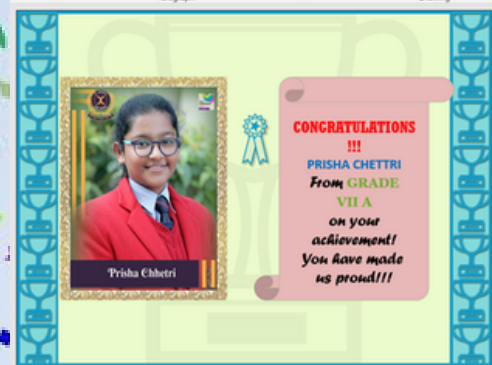 Prisha Chhetri
CONGRATULATIONS
!!!
PRISHA CHETTRI
From GRADE
VII A
on your
achievement!
You have made
us proud!!!